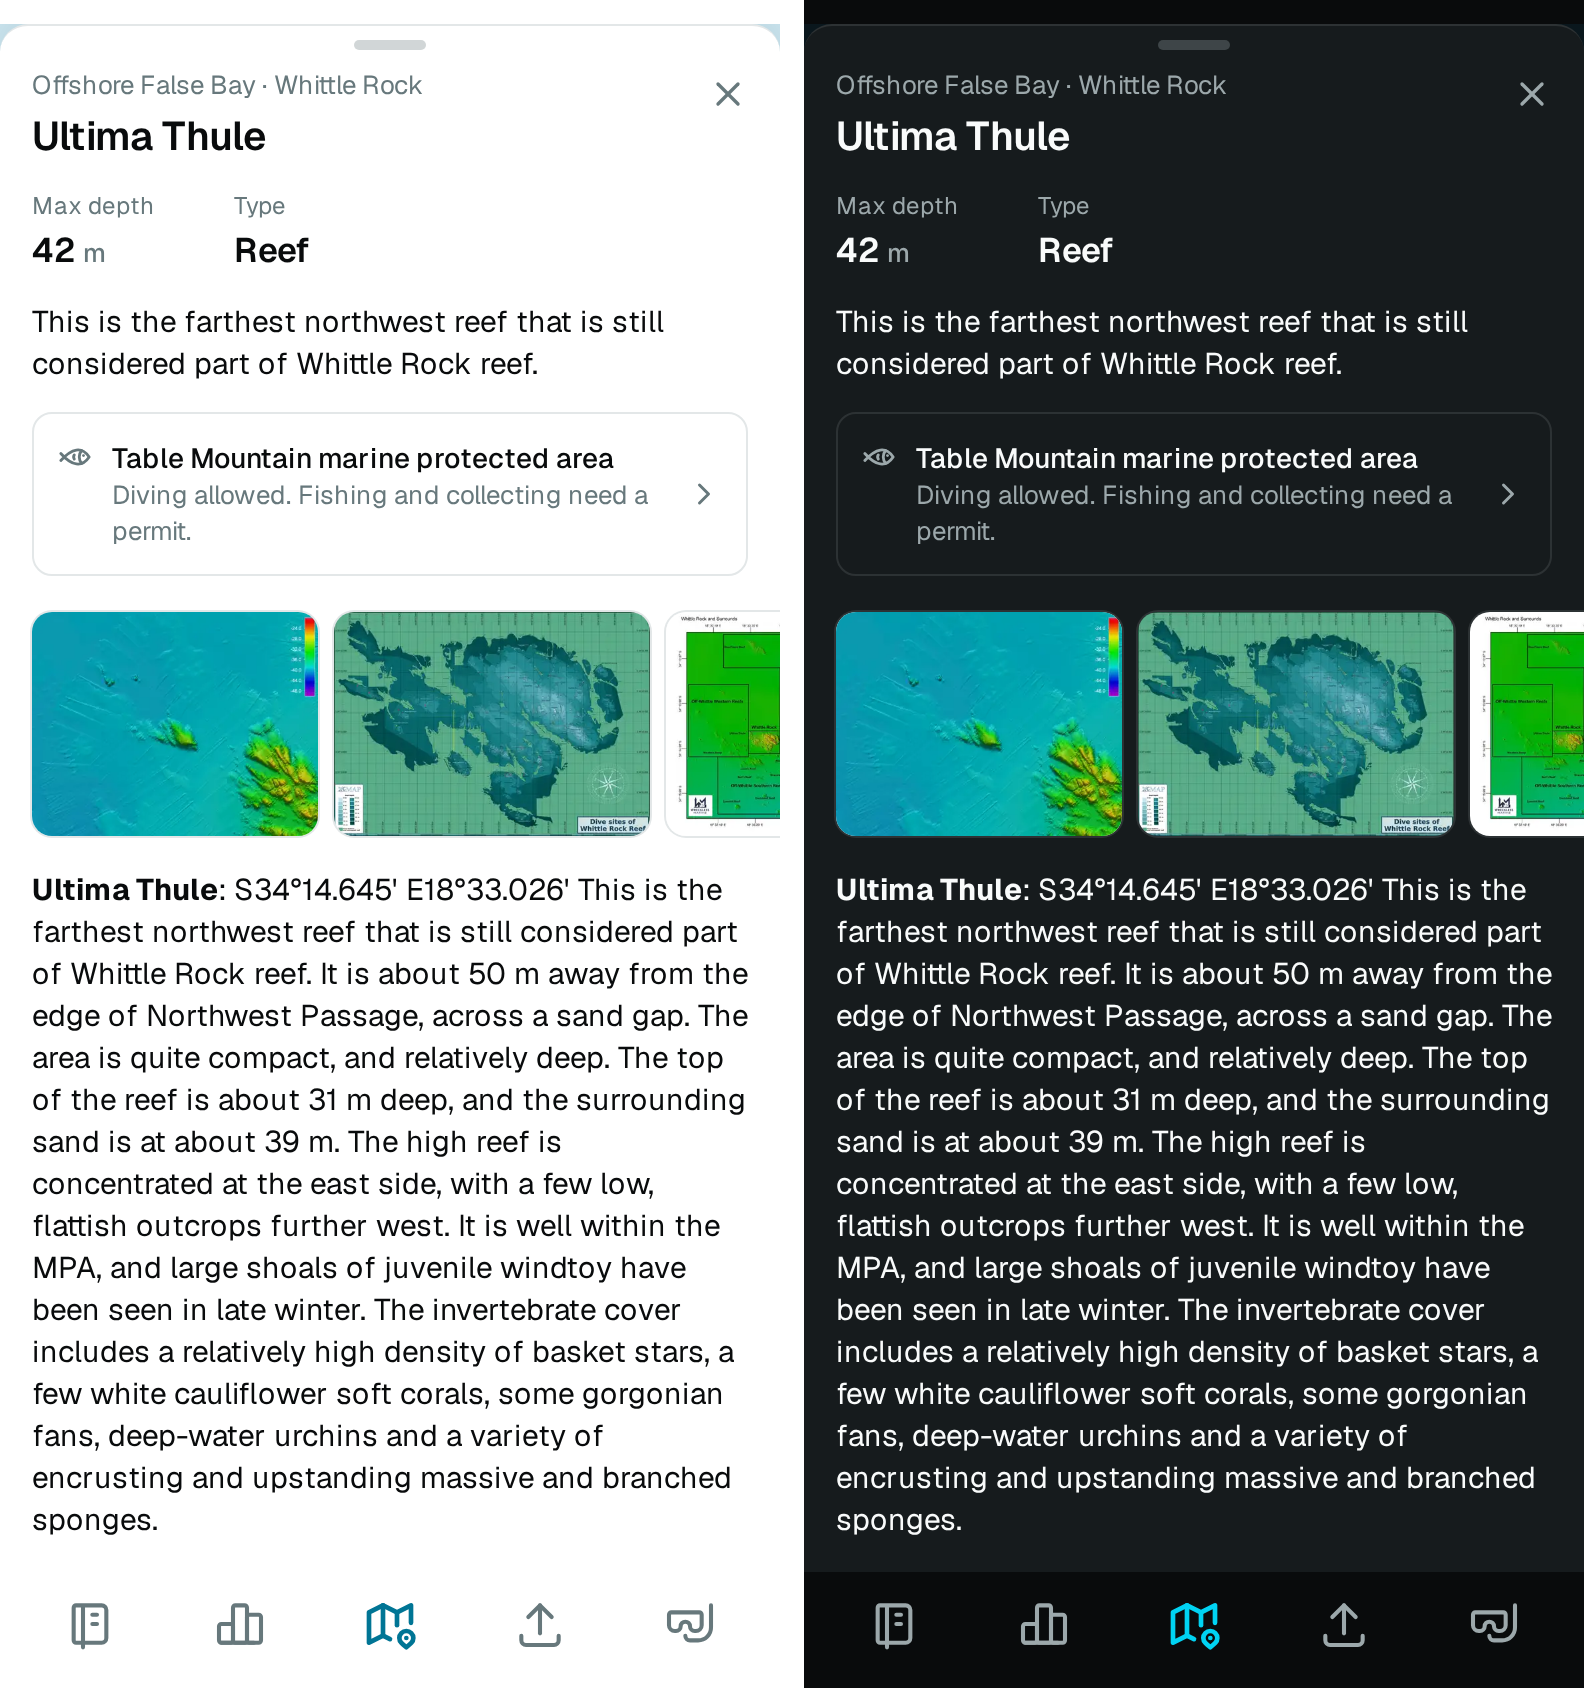 Offshore False Bay · Whittle Rock
Ultima Thule
Max depth
Type
42 m
Reef
This is the farthest northwest reef that is still
considered part of Whittle Rock reef.
Table Mountain marine protected area
Diving allowed. Fishing and collecting need a
permit.
Whittle Rock and Surrounds
Dive sites of
Whittle Rock Reef
Ultima Thule: S34°14.645' E18°33.026' This is the
farthest northwest reef that is still considered part
of Whittle Rock reef. It is about 50 m away from the
edge of Northwest Passage, across a sand gap. The
area is quite compact, and relatively deep. The top
of the reef is about 31 m deep, and the surrounding
sand is at about 39 m. The high reef is
concentrated at the east side, with a few low,
flattish outcrops further west. It is well within the
MPA, and large shoals of juvenile windtoy have
been seen in late winter. The invertebrate cover
includes a relatively high density of basket stars, a
few white cauliflower soft corals, some gorgonian
fans, deep-water urchins and a variety of
encrusting and upstanding massive and branched
sponges.
Offshore False Bay · Whittle Rock
Ultima Thule
Max depth
Type
42 m
Reef
This is the farthest northwest reef that is still
considered part of Whittle Rock reef.
Table Mountain marine protected area
Diving allowed. Fishing and collecting need a
permit.
Whittle Rock and Surrounds
Dive sites of
Whittle Rock Reef
Ultima Thule: S34°14.645' E18°33.026' This is the
farthest northwest reef that is still considered part
of Whittle Rock reef. It is about 50 m away from the
edge of Northwest Passage, across a sand gap. The
area is quite compact, and relatively deep. The top
of the reef is about 31 m deep, and the surrounding
sand is at about 39 m. The high reef is
concentrated at the east side, with a few low,
flattish outcrops further west. It is well within the
MPA, and large shoals of juvenile windtoy have
been seen in late winter. The invertebrate cover
includes a relatively high density of basket stars, a
few white cauliflower soft corals, some gorgonian
fans, deep-water urchins and a variety of
encrusting and upstanding massive and branched
sponges.